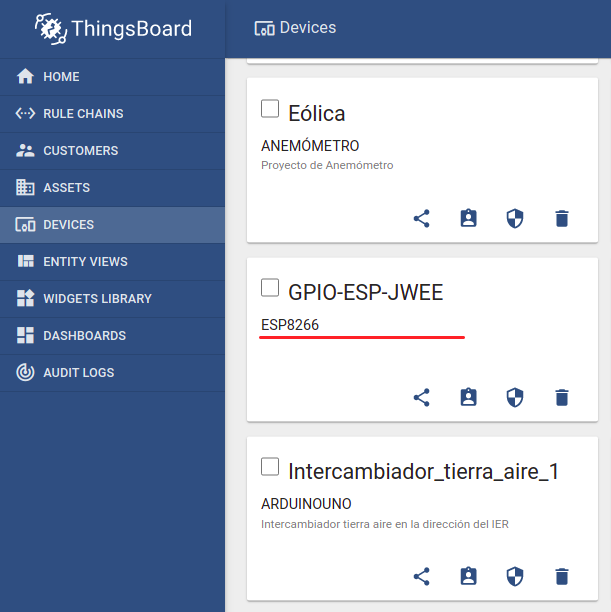 ThingsBoard
Devices
HOME
RULE CHAINS
CUSTOMERS
ASSETS
DEVICES
ENTITY VIEWS
WIDGETS LIBRARY
DASHBOARDS
AUDIT LOGS
Eólica
ANEMÓMETRO
Proyecto de Anemómetro
GPIO-ESP-JWEE
ESP8266
Intercambiador_tierra_aire_1
ARDUINOUNO
Intercambiador tierra aire en la dirección del IER